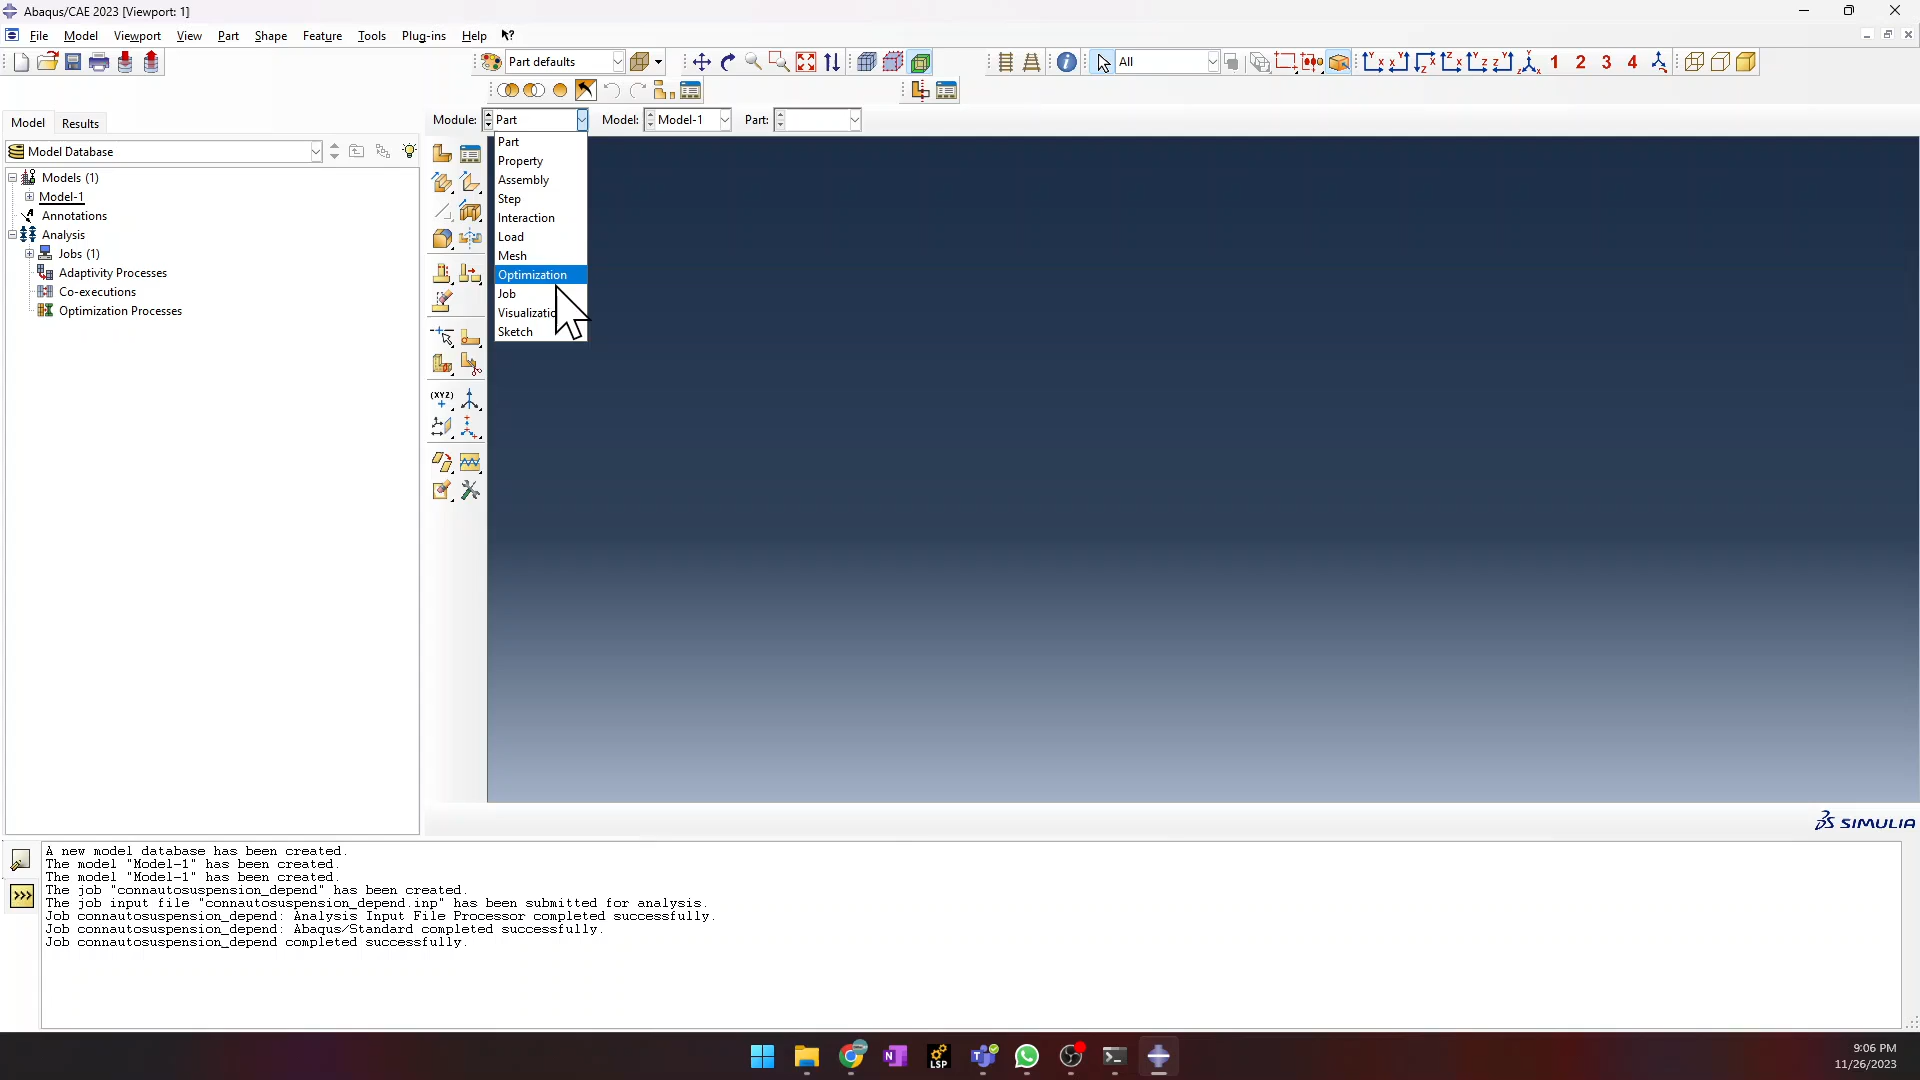 Abaqus/CAE 2023 [Viewport: 1]
File Model Viewport View Part Shape Feature Tools Plug-ins Help
Part defaults
All
1 2 3 4
Model Results
Module: Part Model: Model-1 Part:
Model Database
Models (1)
Model-1
Annotations
Analysis
Jobs (1)
Adaptivity Processes
Co-executions
Optimization Processes
Part
Property
Assembly
Step
Interaction
Load
Mesh
Optimization
Job
Visualizatio
Sketch
(XYZ)
SIMULIA
A new model database has been created.
The model "Model-1" has been created.
The model "Model-1" has been created.
The job "connautosuspension_depend" has been created.
The job input file "connautosuspension_depend.inp" has been submitted for analysis.
Job connautosuspension_depend: Analysis Input File Processor completed successfully.
Job connautosuspension_depend: Abaqus/Standard completed successfully.
Job connautosuspension_depend completed successfully.
>>>
N
LSP
9:06 PM
11/26/2023